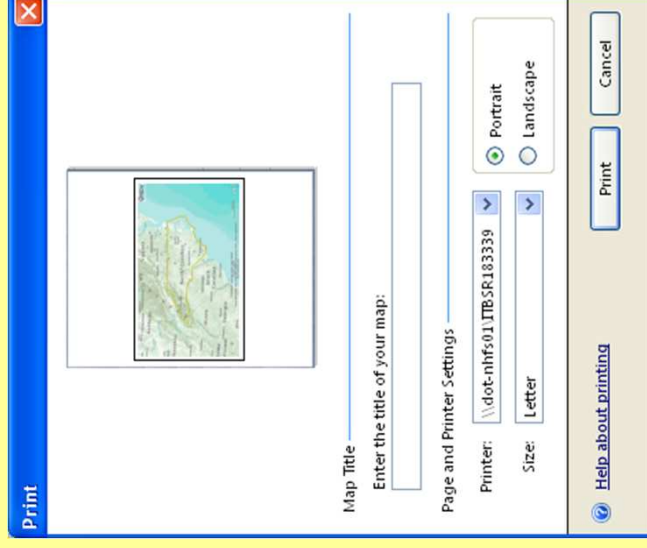 Print
Map Title
Enter the title of your map:
Page and Printer Settings
Printer: \\dot-nhfs01\ITBSR183339
Portrait
Size: Letter
Landscape
Help about printing
Print
Cancel